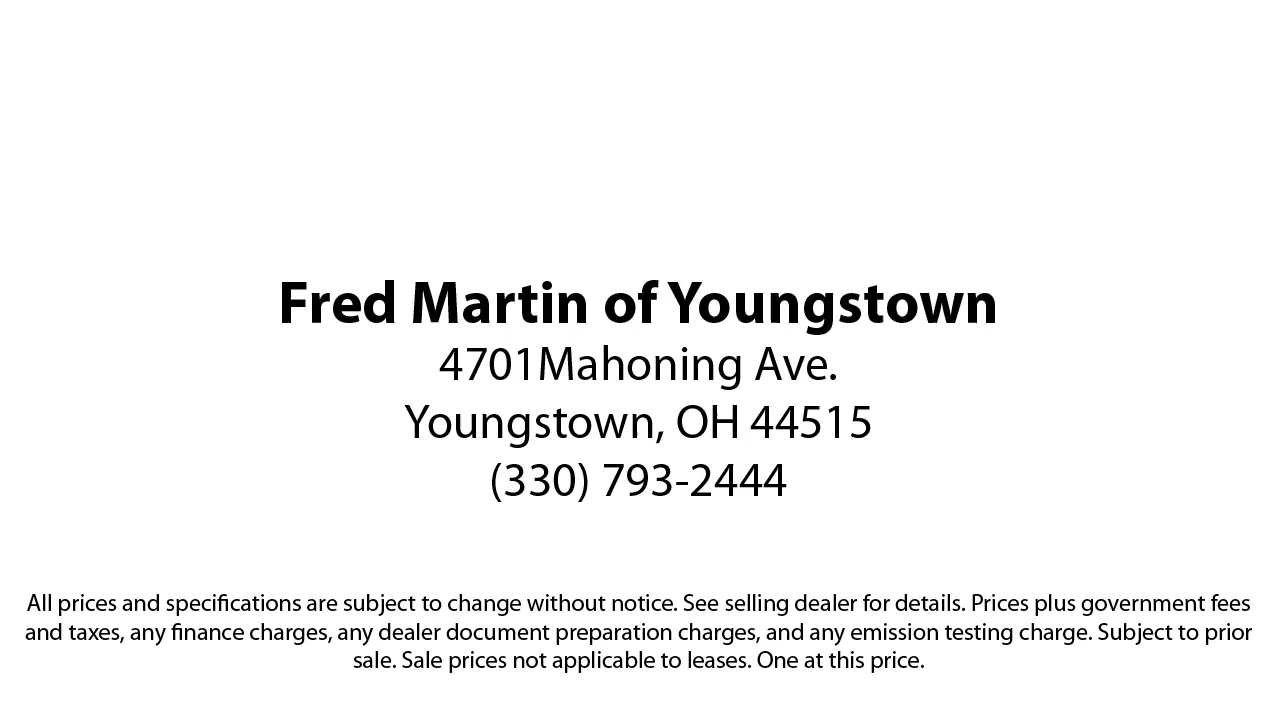 Fred Martin of Youngstown
4701Mahoning Ave.
Youngstown, OH 44515
(330) 793-2444
All prices and specifications are subject to change without notice. See selling dealer for details. Prices plus government fees
and taxes, any finance charges, any dealer document preparation charges, and any emission testing charge. Subject to prior
sale. Sale prices not applicable to leases. One at this price.